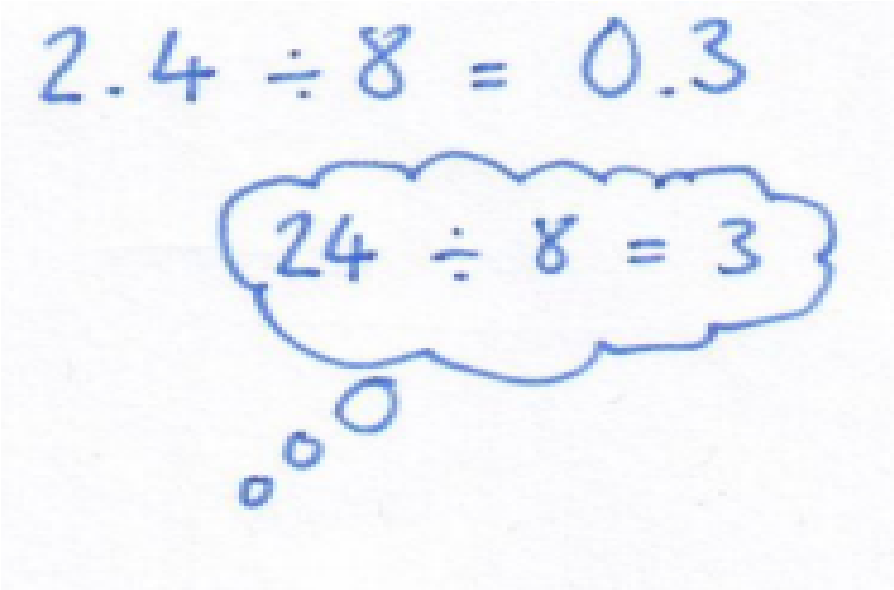 2.4 ÷ 8 = 0.3
24 ÷ 8 = 3